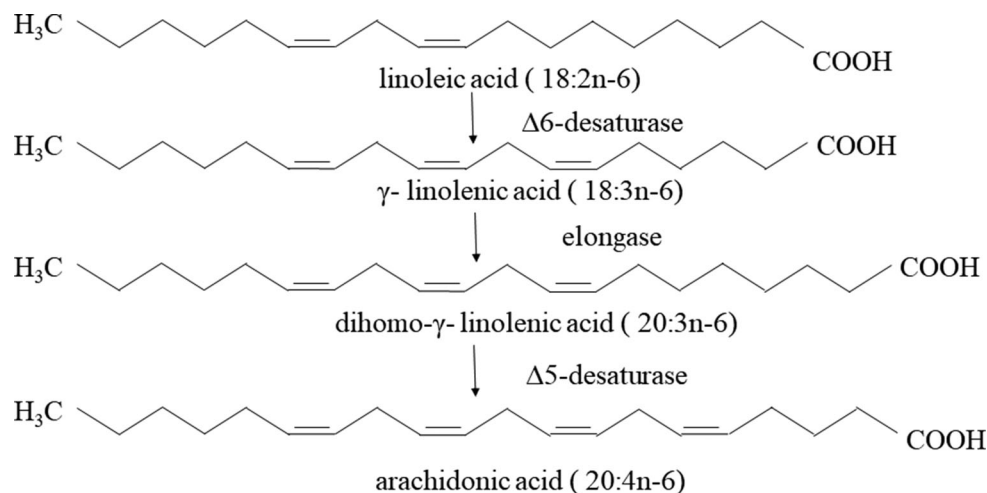 H₃C COOH
linoleic acid ( 18:2n-6)
Δ6-desaturase
H₃C COOH
γ- linolenic acid ( 18:3n-6)
elongase
H₃C COOH
dihomo-γ- linolenic acid ( 20:3n-6)
Δ5-desaturase
H₃C COOH
arachidonic acid ( 20:4n-6)